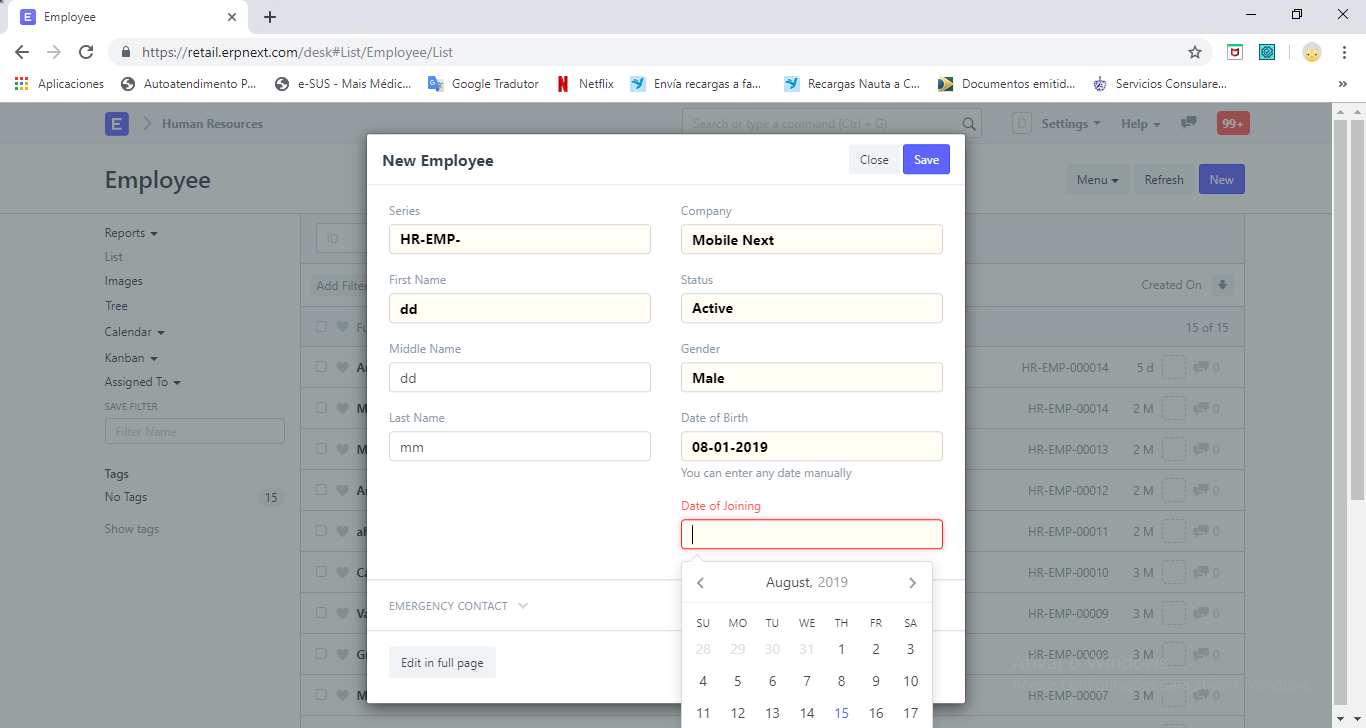 Employee
https://retail.erpnext.com/desk#List/Employee/List
Aplicaciones
Autoatendimento P...
e-SUS - Mais Médic...
Google Tradutor
Netflix
Envía recargas a fa...
Recargas Nauta a C...
Documentos emitid...
Servicios Consulare...
E
Human Resources
Search or type a command (Ctrl + G)
D
Settings
Help
99+
Employee
Menu
Refresh
New
Reports
List
Images
Tree
Calendar
Kanban
Assigned To
SAVE FILTER
Filter Name
Tags
No Tags 15
Show tags
ID
Add Filter
Created On
15 of 15
HR-EMP-000014 5 d 0
HR-EMP-00014 2 M 0
HR-EMP-00013 2 M 0
HR-EMP-00012 2 M 0
HR-EMP-00011 2 M 0
HR-EMP-00010 3 M 0
HR-EMP-00009 3 M 0
HR-EMP-00008 3 M 0
HR-EMP-00007 3 M 0
New Employee
Close
Save
Series
HR-EMP-
First Name
dd
Middle Name
dd
Last Name
mm
Company
Mobile Next
Status
Active
Gender
Male
Date of Birth
08-01-2019
You can enter any date manually
Date of Joining
August, 2019
SU MO TU WE TH FR SA
28 29 30 31 1 2 3
4 5 6 7 8 9 10
11 12 13 14 15 16 17
EMERGENCY CONTACT
Edit in full page
Ativar o Windows
Acesse Configurações para ativar o Windows.